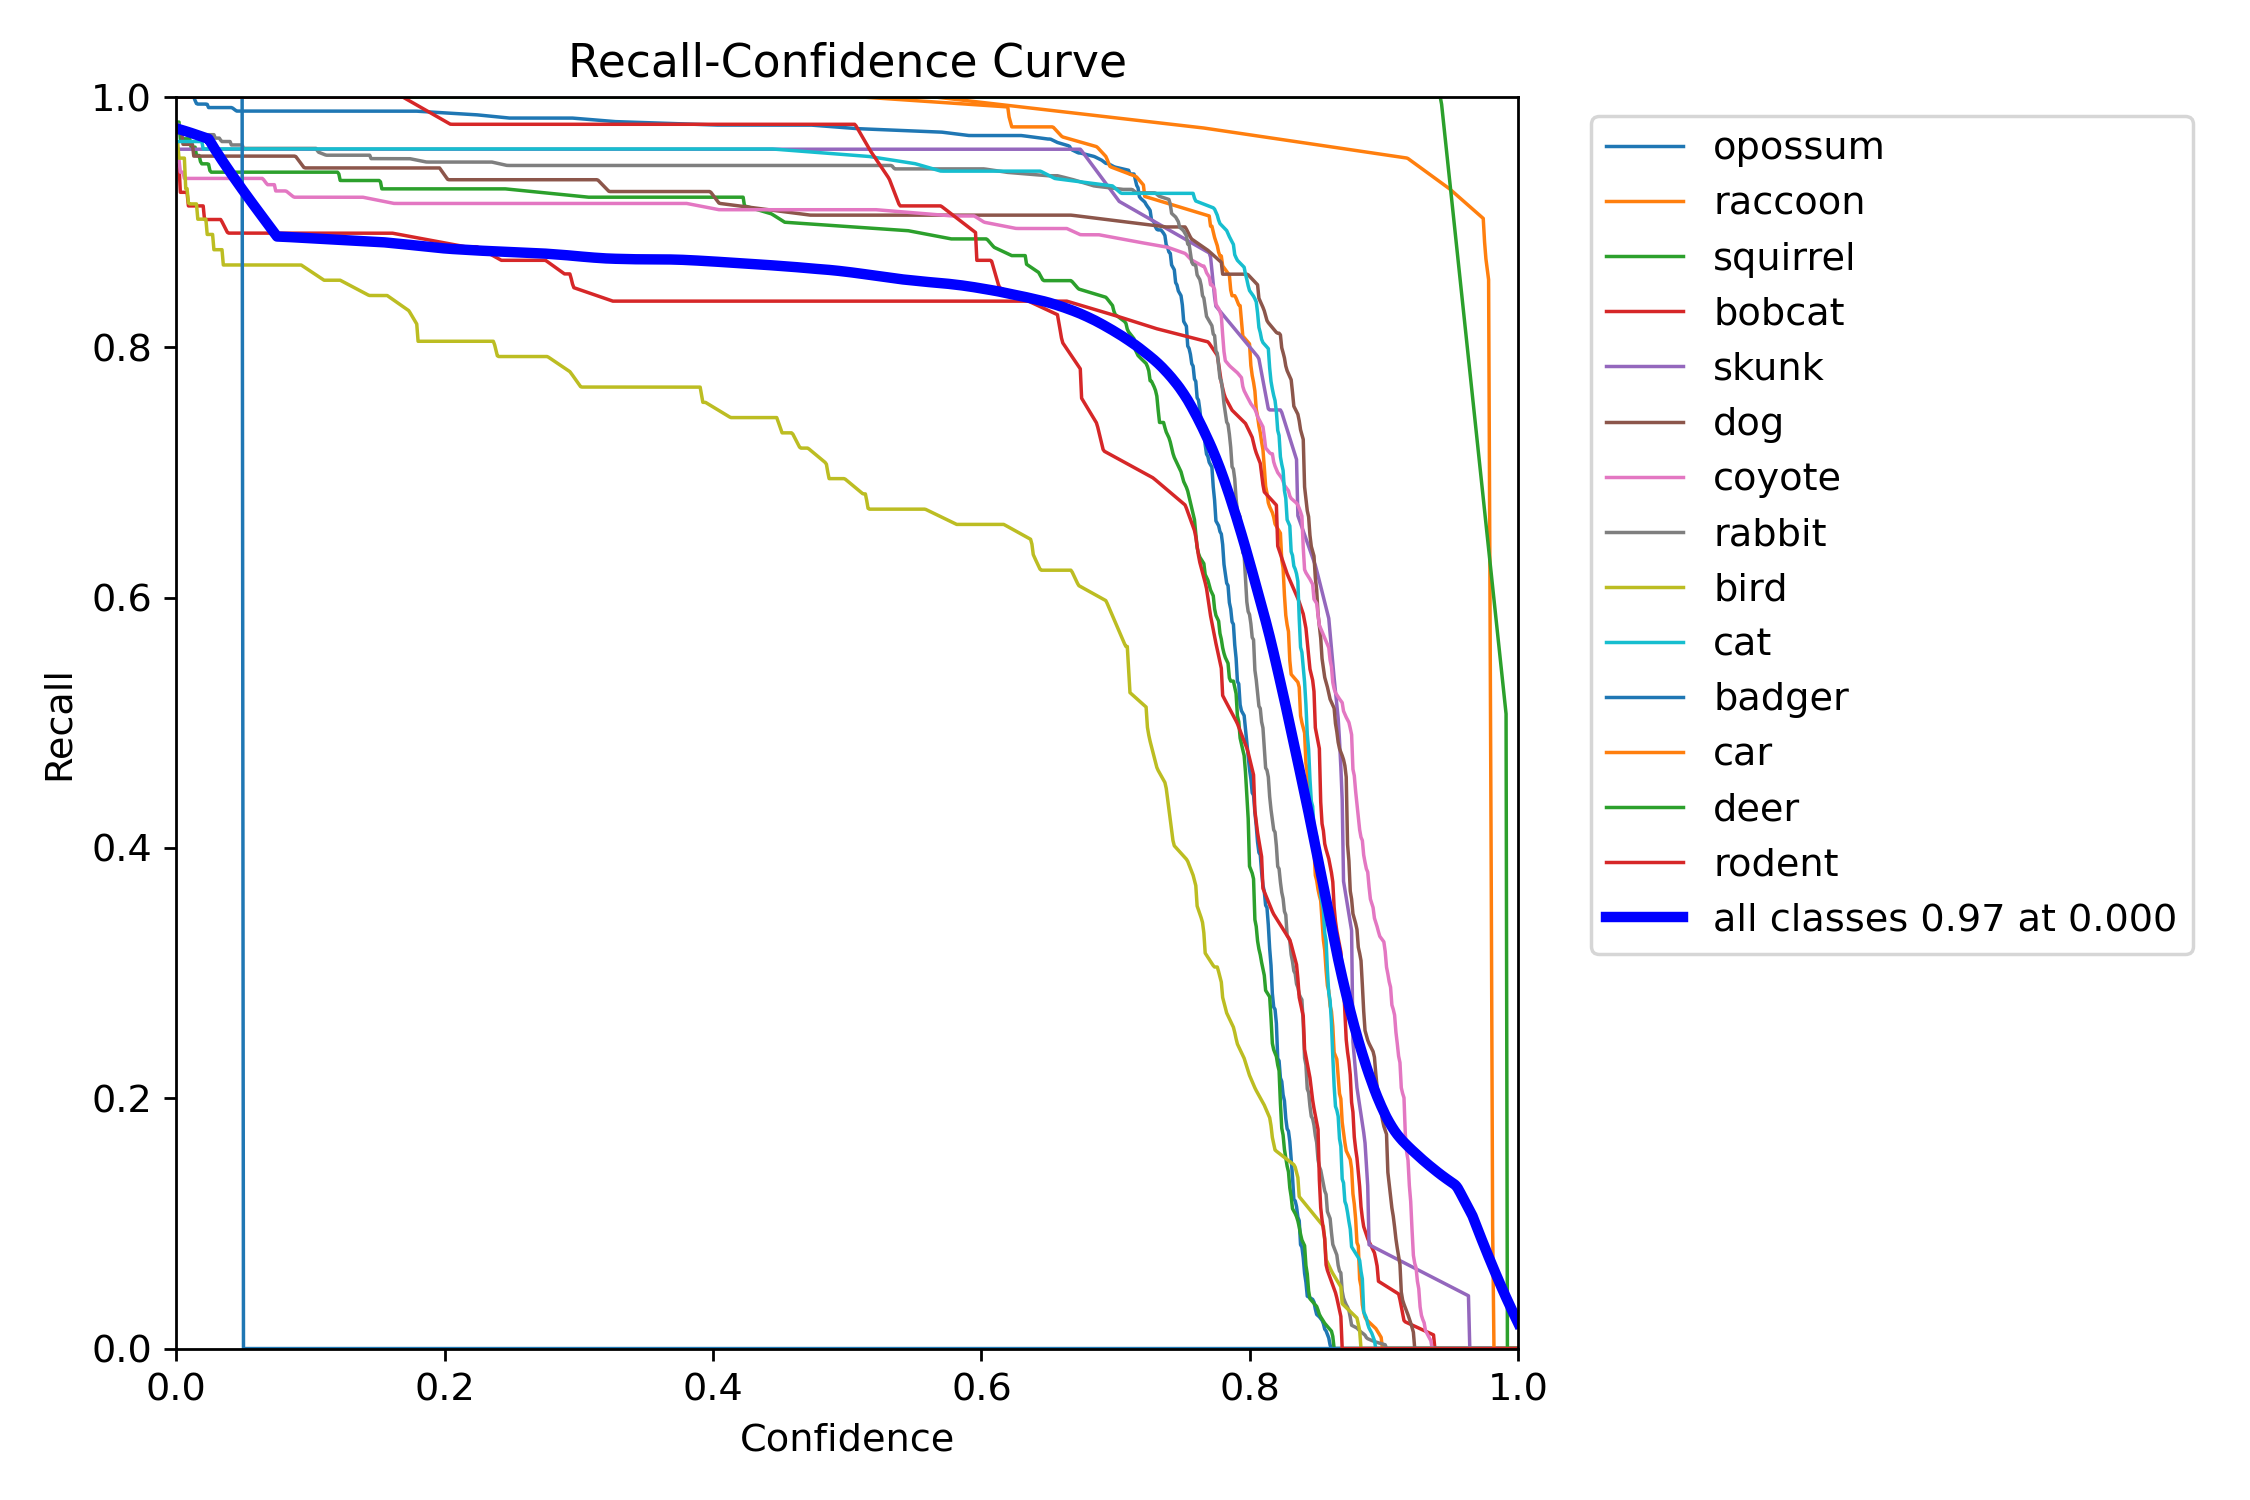 Recall-Confidence Curve
1.0
0.8
0.6
0.4
0.2
0.0
Recall
0.0 0.2 0.4 0.6 0.8 1.0
Confidence
opossum
raccoon
squirrel
bobcat
skunk
dog
coyote
rabbit
bird
cat
badger
car
deer
rodent
all classes 0.97 at 0.000